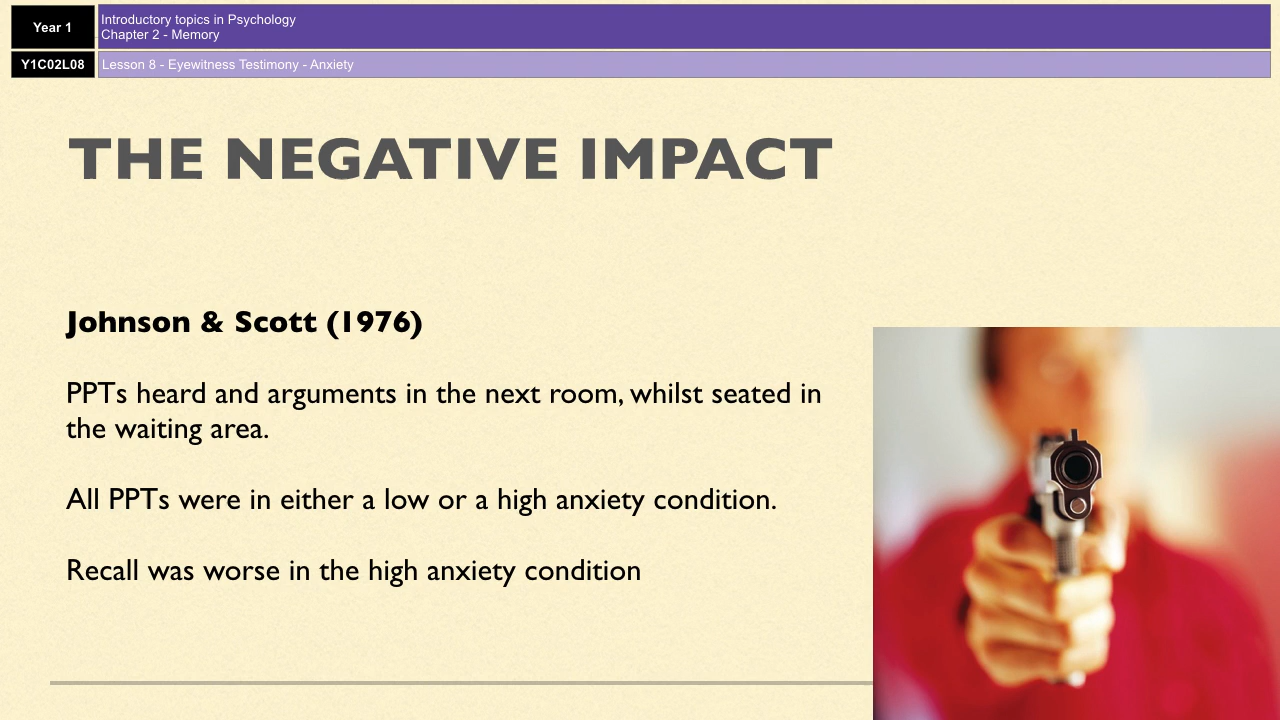 Year 1
Introductory topics in Psychology
Chapter 2 - Memory
Y1C02L08
Lesson 8 - Eyewitness Testimony - Anxiety
THE NEGATIVE IMPACT
Johnson & Scott (1976)
PPTs heard and arguments in the next room, whilst seated in
the waiting area.
All PPTs were in either a low or a high anxiety condition.
Recall was worse in the high anxiety condition